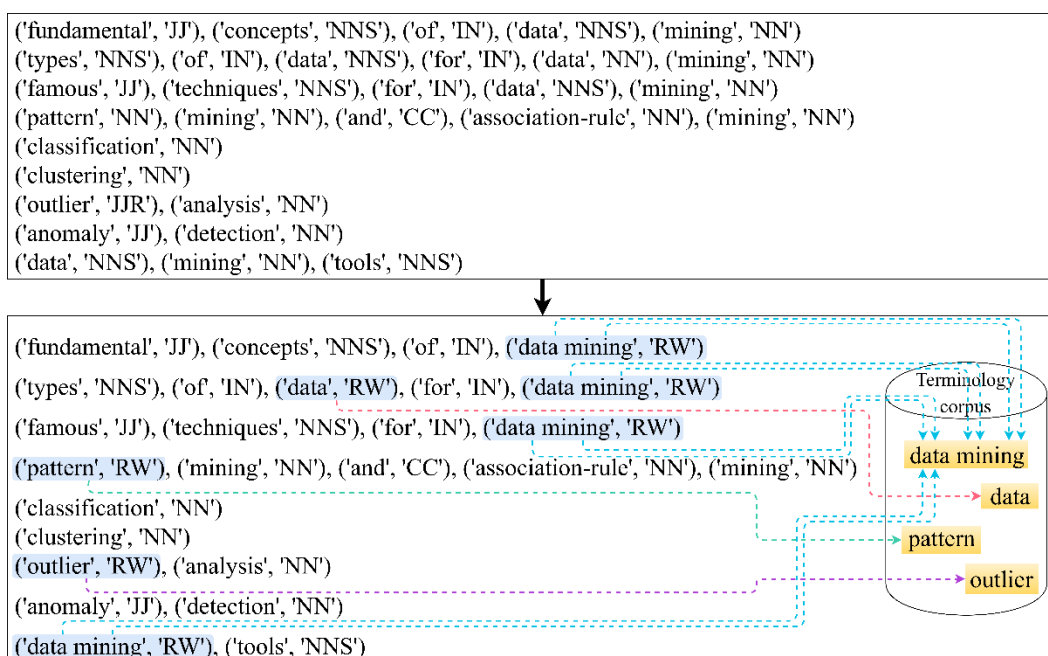 ('fundamental', 'JJ'), ('concepts', 'NNS'), ('of', 'IN'), ('data', 'NNS'), ('mining', 'NN')
('types', 'NNS'), ('of', 'IN'), ('data', 'NNS'), ('for', 'IN'), ('data', 'NN'), ('mining', 'NN')
('famous', 'JJ'), ('techniques', 'NNS'), ('for', 'IN'), ('data', 'NNS'), ('mining', 'NN')
('pattern', 'NN'), ('mining', 'NN'), ('and', 'CC'), ('association-rule', 'NN'), ('mining', 'NN')
('classification', 'NN')
('clustering', 'NN')
('outlier', 'JJR'), ('analysis', 'NN')
('anomaly', 'JJ'), ('detection', 'NN')
('data', 'NNS'), ('mining', 'NN'), ('tools', 'NNS')
('fundamental', 'JJ'), ('concepts', 'NNS'), ('of', 'IN'), ('data mining', 'RW')
('types', 'NNS'), ('of', 'IN'), ('data', 'RW'), ('for', 'IN'), ('data mining', 'RW')
('famous', 'JJ'), ('techniques', 'NNS'), ('for', 'IN'), ('data mining', 'RW')
('pattern', 'RW'), ('mining', 'NN'), ('and', 'CC'), ('association-rule', 'NN'), ('mining', 'NN')
('classification', 'NN')
('clustering', 'NN')
('outlier', 'RW'), ('analysis', 'NN')
('anomaly', 'JJ'), ('detection', 'NN')
('data mining', 'RW'), ('tools', 'NNS')
Terminology
corpus
data mining
data
pattern
outlier